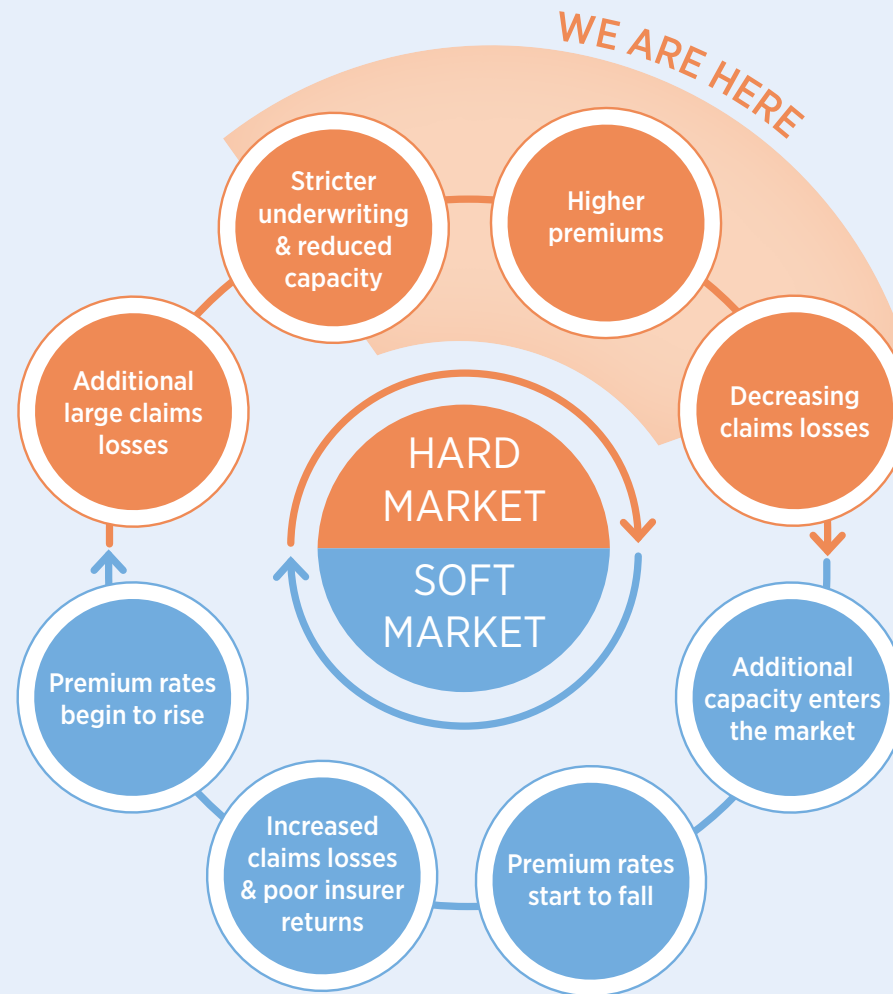 WE ARE HERE
Stricter
underwriting
& reduced
capacity
Higher
premiums
Additional
large claims
losses
Decreasing
claims losses
HARD
MARKET
SOFT
MARKET
Premium rates
begin to rise
Additional
capacity enters
the market
Increased
claims losses
& poor insurer
returns
Premium rates
start to fall